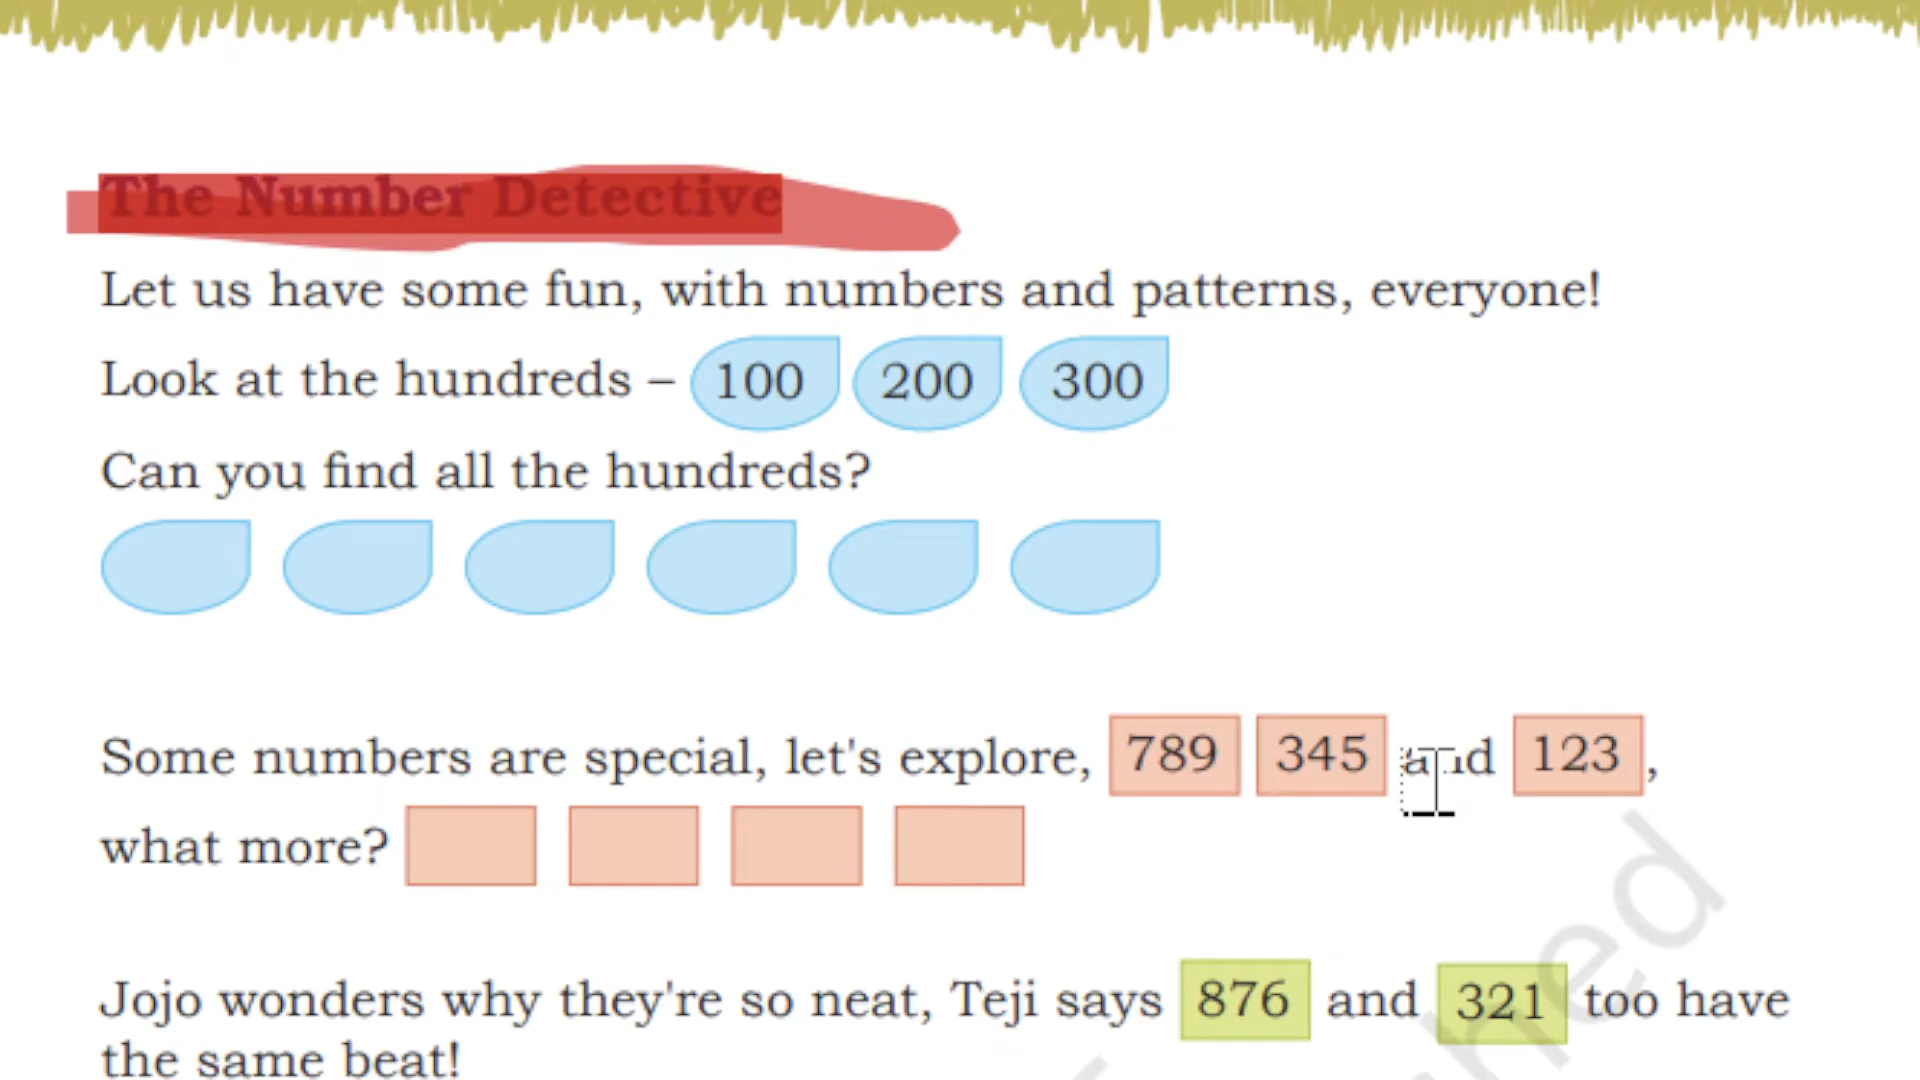 The Number Detective
Let us have some fun, with numbers and patterns, everyone!
Look at the hundreds – 100 200 300
Can you find all the hundreds?
Some numbers are special, let's explore, 789 345 and 123,
what more?
Jojo wonders why they're so neat, Teji says 876 and 321 too have
the same beat!